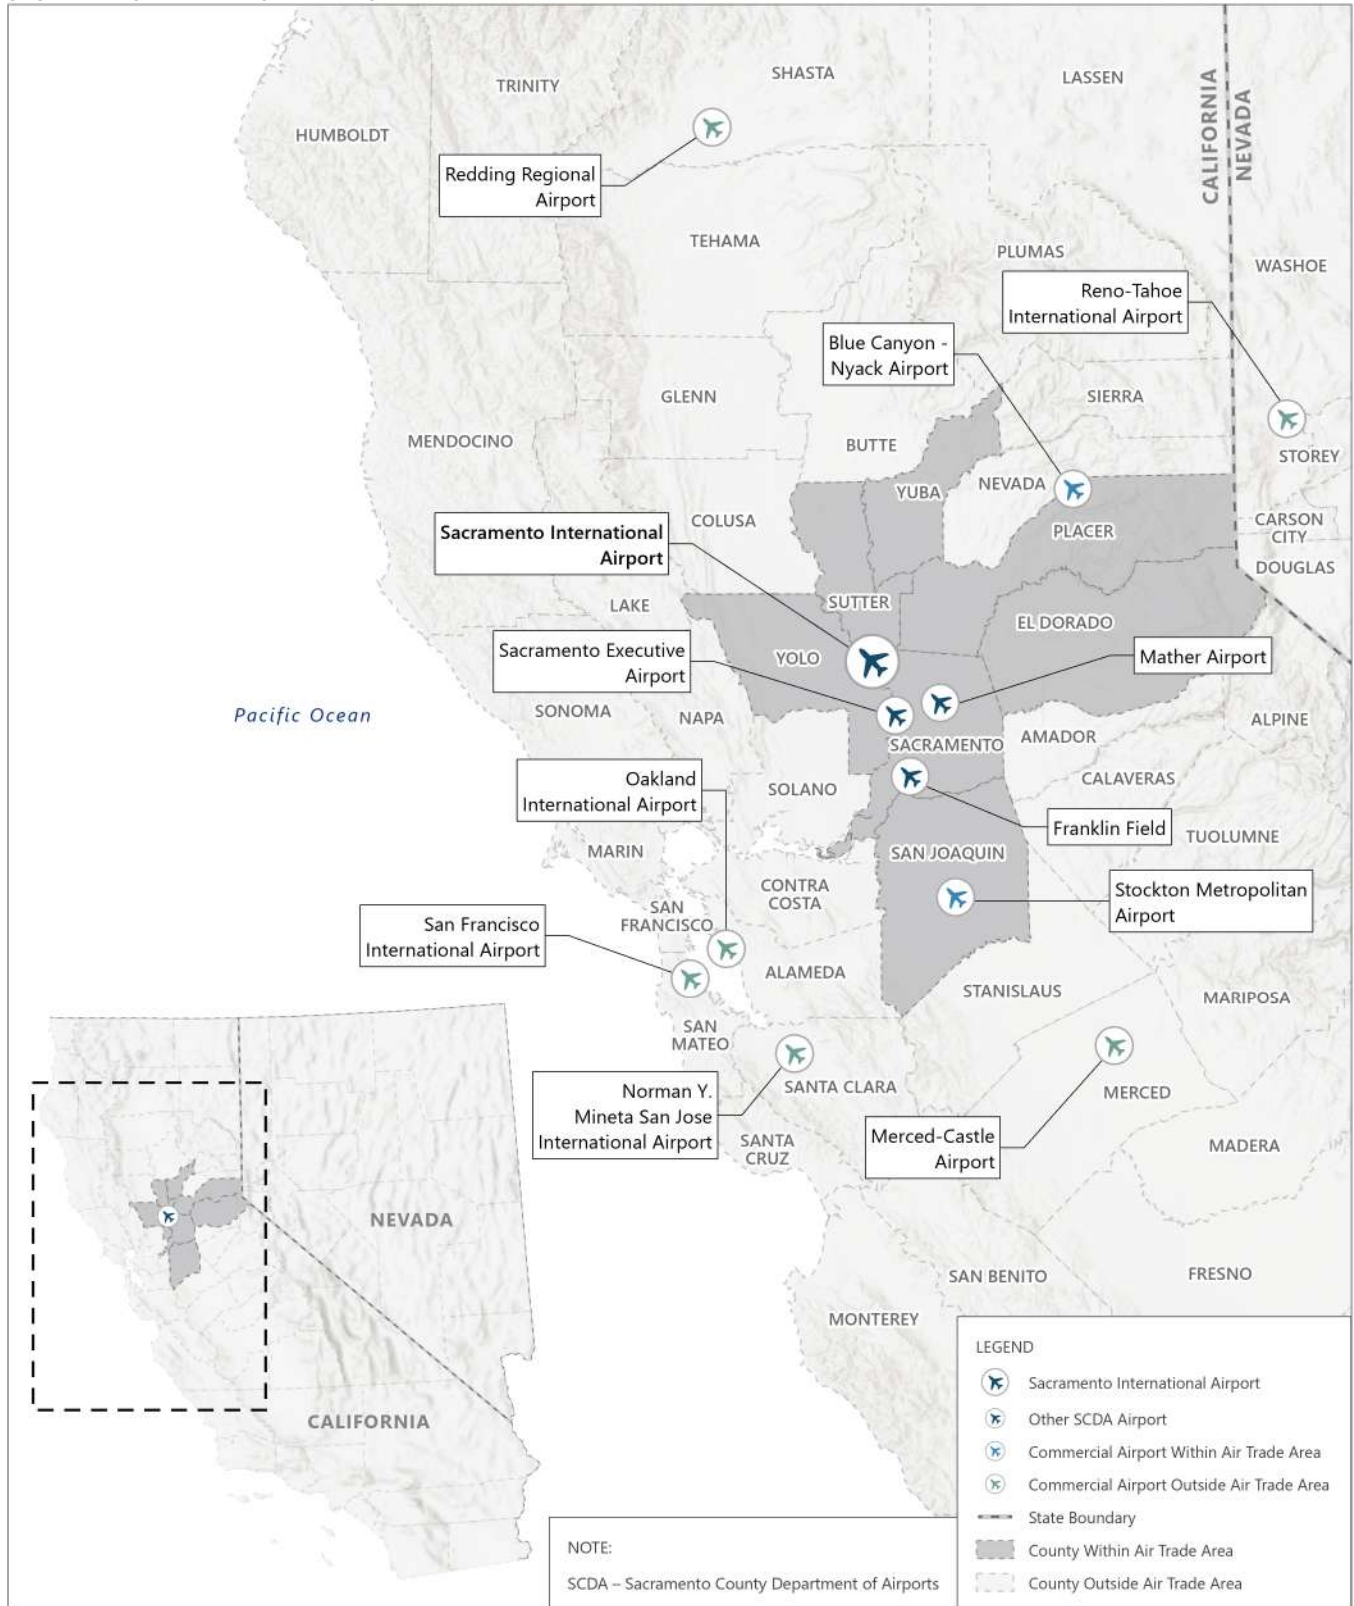 TRINITY
SHASTA
LASSEN
HUMBOLDT
CALIFORNIA
NEVADA
Redding Regional
Airport
TEHAMA
PLUMAS
WASHOE
Reno-Tahoe
International Airport
Blue Canyon -
Nyack Airport
GLENN
SIERRA
MENDOCINO
BUTTE
STOREY
YUBA
NEVADA
COLUSA
PLACER
CARSON
CITY
Sacramento International
Airport
DOUGLAS
LAKE
SUTTER
EL DORADO
Sacramento Executive
Airport
YOLO
Mather Airport
Pacific Ocean
SONOMA
NAPA
ALPINE
SACRAMENTO
AMADOR
Oakland
International Airport
SOLANO
CALAVERAS
Franklin Field
TUOLUMNE
MARIN
SAN JOAQUIN
CONTRA
COSTA
Stockton Metropolitan
Airport
SAN
FRANCISCO
San Francisco
International Airport
ALAMEDA
STANISLAUS
MARIPOSA
SAN
MATEO
SANTA CLARA
MERCED
Norman Y.
Mineta San Jose
International Airport
SANTA
CRUZ
Merced-Castle
Airport
MADERA
NEVADA
SAN BENITO
FRESNO
MONTEREY
CALIFORNIA
LEGEND
Sacramento International Airport
Other SCDA Airport
Commercial Airport Within Air Trade Area
Commercial Airport Outside Air Trade Area
State Boundary
County Within Air Trade Area
County Outside Air Trade Area
NOTE:
SCDA – Sacramento County Department of Airports